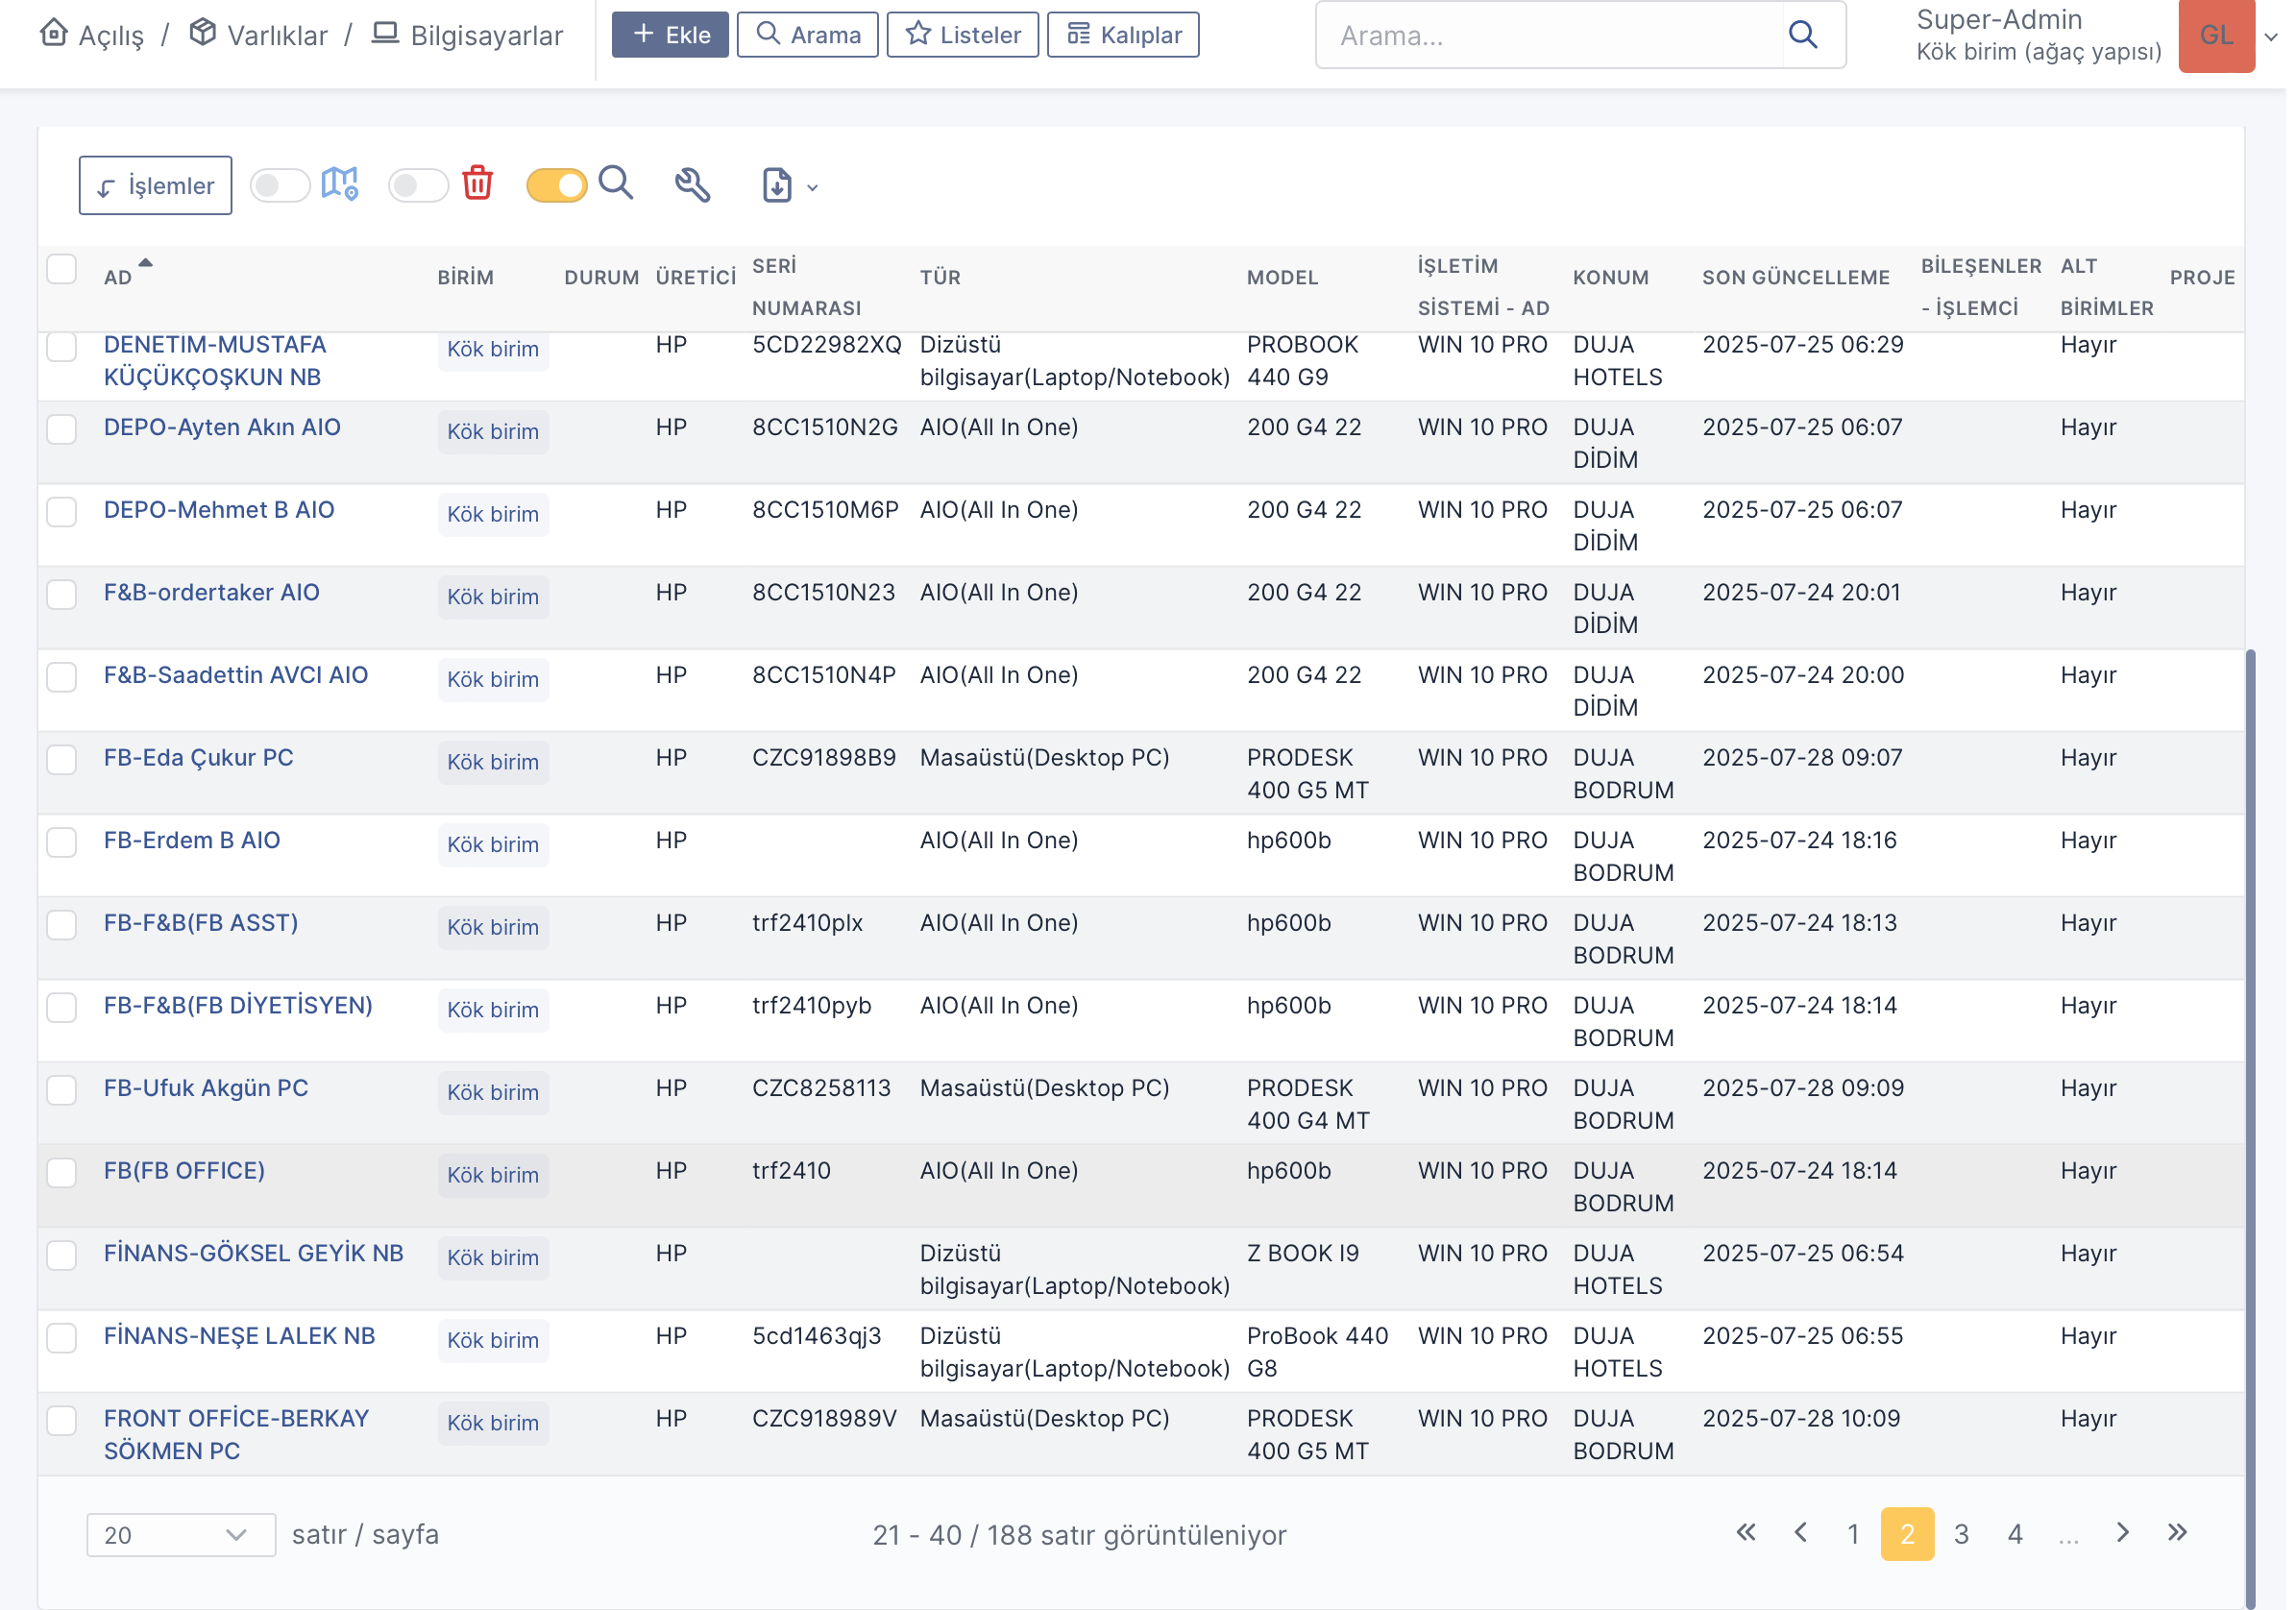 Açılış / Varlıklar / Bilgisayarlar
+ Ekle Arama Listeler Kalıplar
Arama...
Super-Admin
Kök birim (ağaç yapısı)
GL
İşlemler
AD BİRİM DURUM ÜRETİCİ SERİ NUMARASI TÜR MODEL İŞLETİM SİSTEMİ - AD KONUM SON GÜNCELLEME BİLEŞENLER - İŞLEMCİ ALT BİRİMLER PROJE
DENETİM-MUSTAFA Kök birim HP 5CD22982XQ Dizüstü PROBOOK WIN 10 PRO DUJA 2025-07-25 06:29 Hayır
KÜÇÜKÇOŞKUN NB bilgisayar(Laptop/Notebook) 440 G9 HOTELS
DEPO-Ayten Akın AIO Kök birim HP 8CC1510N2G AIO(All In One) 200 G4 22 WIN 10 PRO DUJA 2025-07-25 06:07 Hayır
DİDİM
DEPO-Mehmet B AIO Kök birim HP 8CC1510M6P AIO(All In One) 200 G4 22 WIN 10 PRO DUJA 2025-07-25 06:07 Hayır
DİDİM
F&B-ordertaker AIO Kök birim HP 8CC1510N23 AIO(All In One) 200 G4 22 WIN 10 PRO DUJA 2025-07-24 20:01 Hayır
DİDİM
F&B-Saadettin AVCI AIO Kök birim HP 8CC1510N4P AIO(All In One) 200 G4 22 WIN 10 PRO DUJA 2025-07-24 20:00 Hayır
DİDİM
FB-Eda Çukur PC Kök birim HP CZC91898B9 Masaüstü(Desktop PC) PRODESK WIN 10 PRO DUJA 2025-07-28 09:07 Hayır
400 G5 MT BODRUM
FB-Erdem B AIO Kök birim HP AIO(All In One) hp600b WIN 10 PRO DUJA 2025-07-24 18:16 Hayır
BODRUM
FB-F&B(FB ASST) Kök birim HP trf2410plx AIO(All In One) hp600b WIN 10 PRO DUJA 2025-07-24 18:13 Hayır
BODRUM
FB-F&B(FB DİYETİSYEN) Kök birim HP trf2410pyb AIO(All In One) hp600b WIN 10 PRO DUJA 2025-07-24 18:14 Hayır
BODRUM
FB-Ufuk Akgün PC Kök birim HP CZC8258113 Masaüstü(Desktop PC) PRODESK WIN 10 PRO DUJA 2025-07-28 09:09 Hayır
400 G4 MT BODRUM
FB(FB OFFICE) Kök birim HP trf2410 AIO(All In One) hp600b WIN 10 PRO DUJA 2025-07-24 18:14 Hayır
BODRUM
FİNANS-GÖKSEL GEYİK NB Kök birim HP Dizüstü Z BOOK I9 WIN 10 PRO DUJA 2025-07-25 06:54 Hayır
bilgisayar(Laptop/Notebook) HOTELS
FİNANS-NEŞE LALEK NB Kök birim HP 5cd1463qj3 Dizüstü ProBook 440 WIN 10 PRO DUJA 2025-07-25 06:55 Hayır
bilgisayar(Laptop/Notebook) G8 HOTELS
FRONT OFFİCE-BERKAY Kök birim HP CZC918989V Masaüstü(Desktop PC) PRODESK WIN 10 PRO DUJA 2025-07-28 10:09 Hayır
SÖKMEN PC 400 G5 MT BODRUM
20 satır / sayfa 21 - 40 / 188 satır görüntüleniyor « ‹ 1 2 3 4 ... › »